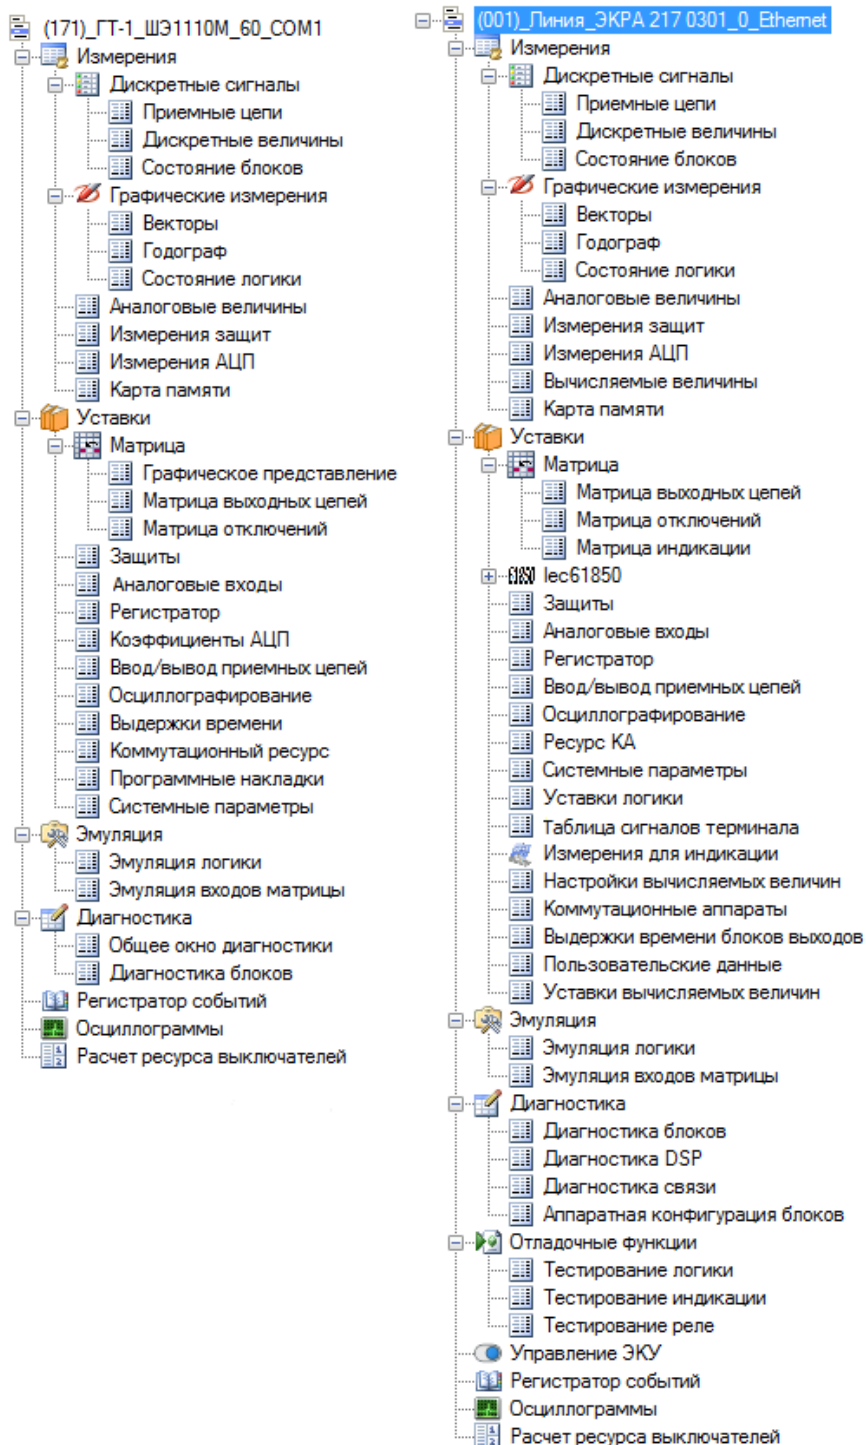 (171)_ГТ-1_ШЭ1110М_60_COM1
Измерения
Дискретные сигналы
Приемные цепи
Дискретные величины
Состояние блоков
Графические измерения
Векторы
Годограф
Состояние логики
Аналоговые величины
Измерения защит
Измерения АЦП
Карта памяти
Уставки
Матрица
Графическое представление
Матрица выходных цепей
Матрица отключений
Защиты
Аналоговые входы
Регистратор
Коэффициенты АЦП
Ввод/вывод приемных цепей
Осциллографирование
Выдержки времени
Коммутационный ресурс
Программные накладки
Системные параметры
Эмуляция
Эмуляция логики
Эмуляция входов матрицы
Диагностика
Общее окно диагностики
Диагностика блоков
Регистратор событий
Осциллограммы
Расчет ресурса выключателей
(001)_Линия_ЭКРА 217 0301_0_Ethernet
Измерения
Дискретные сигналы
Приемные цепи
Дискретные величины
Состояние блоков
Графические измерения
Векторы
Годограф
Состояние логики
Аналоговые величины
Измерения защит
Измерения АЦП
Вычисляемые величины
Карта памяти
Уставки
Матрица
Матрица выходных цепей
Матрица отключений
Матрица индикации
61850 Iec61850
Защиты
Аналоговые входы
Регистратор
Ввод/вывод приемных цепей
Осциллографирование
Ресурс КА
Системные параметры
Уставки логики
Таблица сигналов терминала
Измерения для индикации
Настройки вычисляемых величин
Коммутационные аппараты
Выдержки времени блоков выходов
Пользовательские данные
Уставки вычисляемых величин
Эмуляция
Эмуляция логики
Эмуляция входов матрицы
Диагностика
Диагностика блоков
Диагностика DSP
Диагностика связи
Аппаратная конфигурация блоков
Отладочные функции
Тестирование логики
Тестирование индикации
Тестирование реле
Управление ЭКУ
Регистратор событий
Осциллограммы
Расчет ресурса выключателей